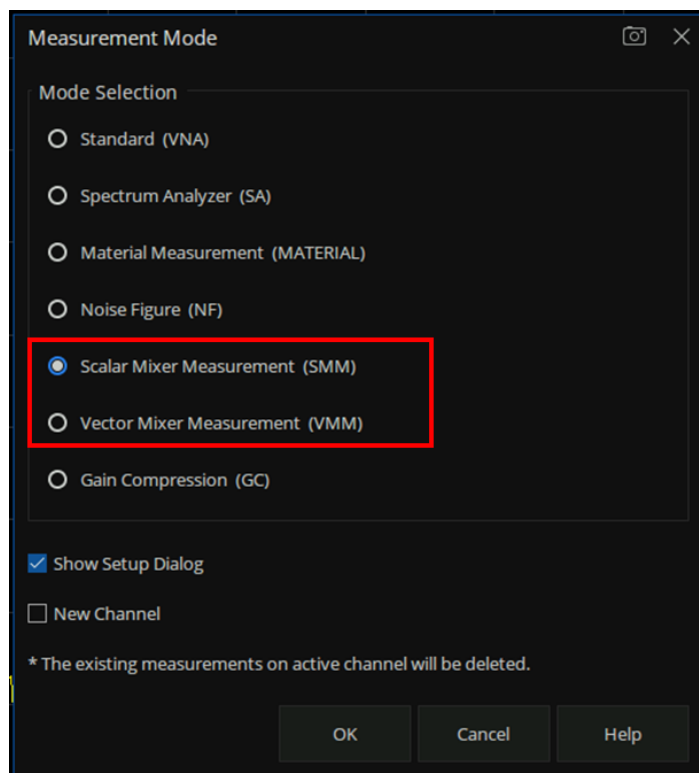 Measurement Mode
Mode Selection
Standard (VNA)
Spectrum Analyzer (SA)
Material Measurement (MATERIAL)
Noise Figure (NF)
Scalar Mixer Measurement (SMM)
Vector Mixer Measurement (VMM)
Gain Compression (GC)
Show Setup Dialog
New Channel
* The existing measurements on active channel will be deleted.
OK Cancel Help